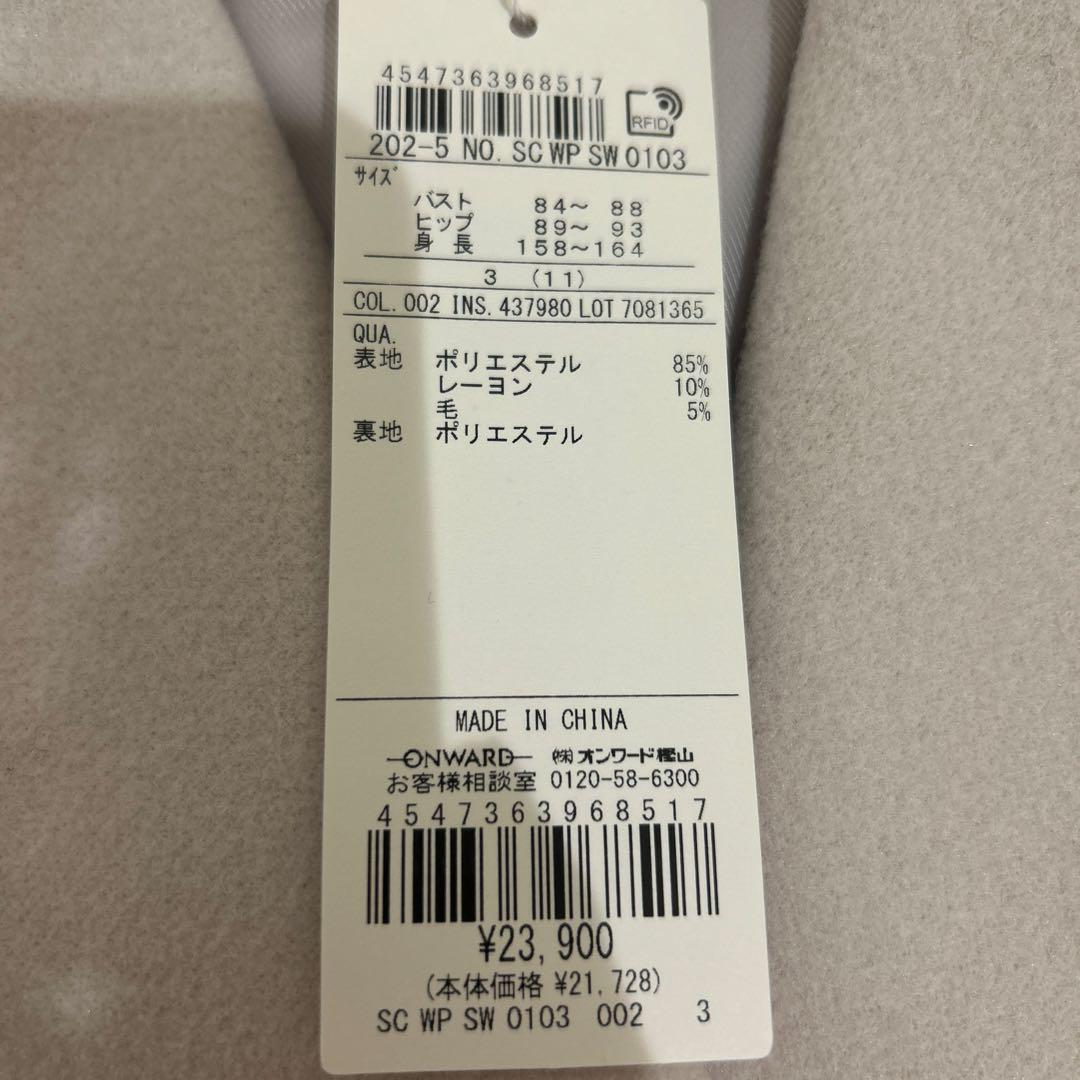 4547363968517
RFID
202-5 NO. SC WP SW 0103
サイズ
バスト 84～ 88
ヒップ 89～ 93
身長 158～164
3 (11)
COL. 002 INS. 437980 LOT 7081365
QUA.
表地 ポリエステル 85%
レーヨン 10%
毛 5%
裏地 ポリエステル
MADE IN CHINA
ONWARD ㈱オンワード樫山
お客様相談室 0120-58-6300
4547363968517
¥23,900
(本体価格 ¥21,728)
SC WP SW 0103 002 3